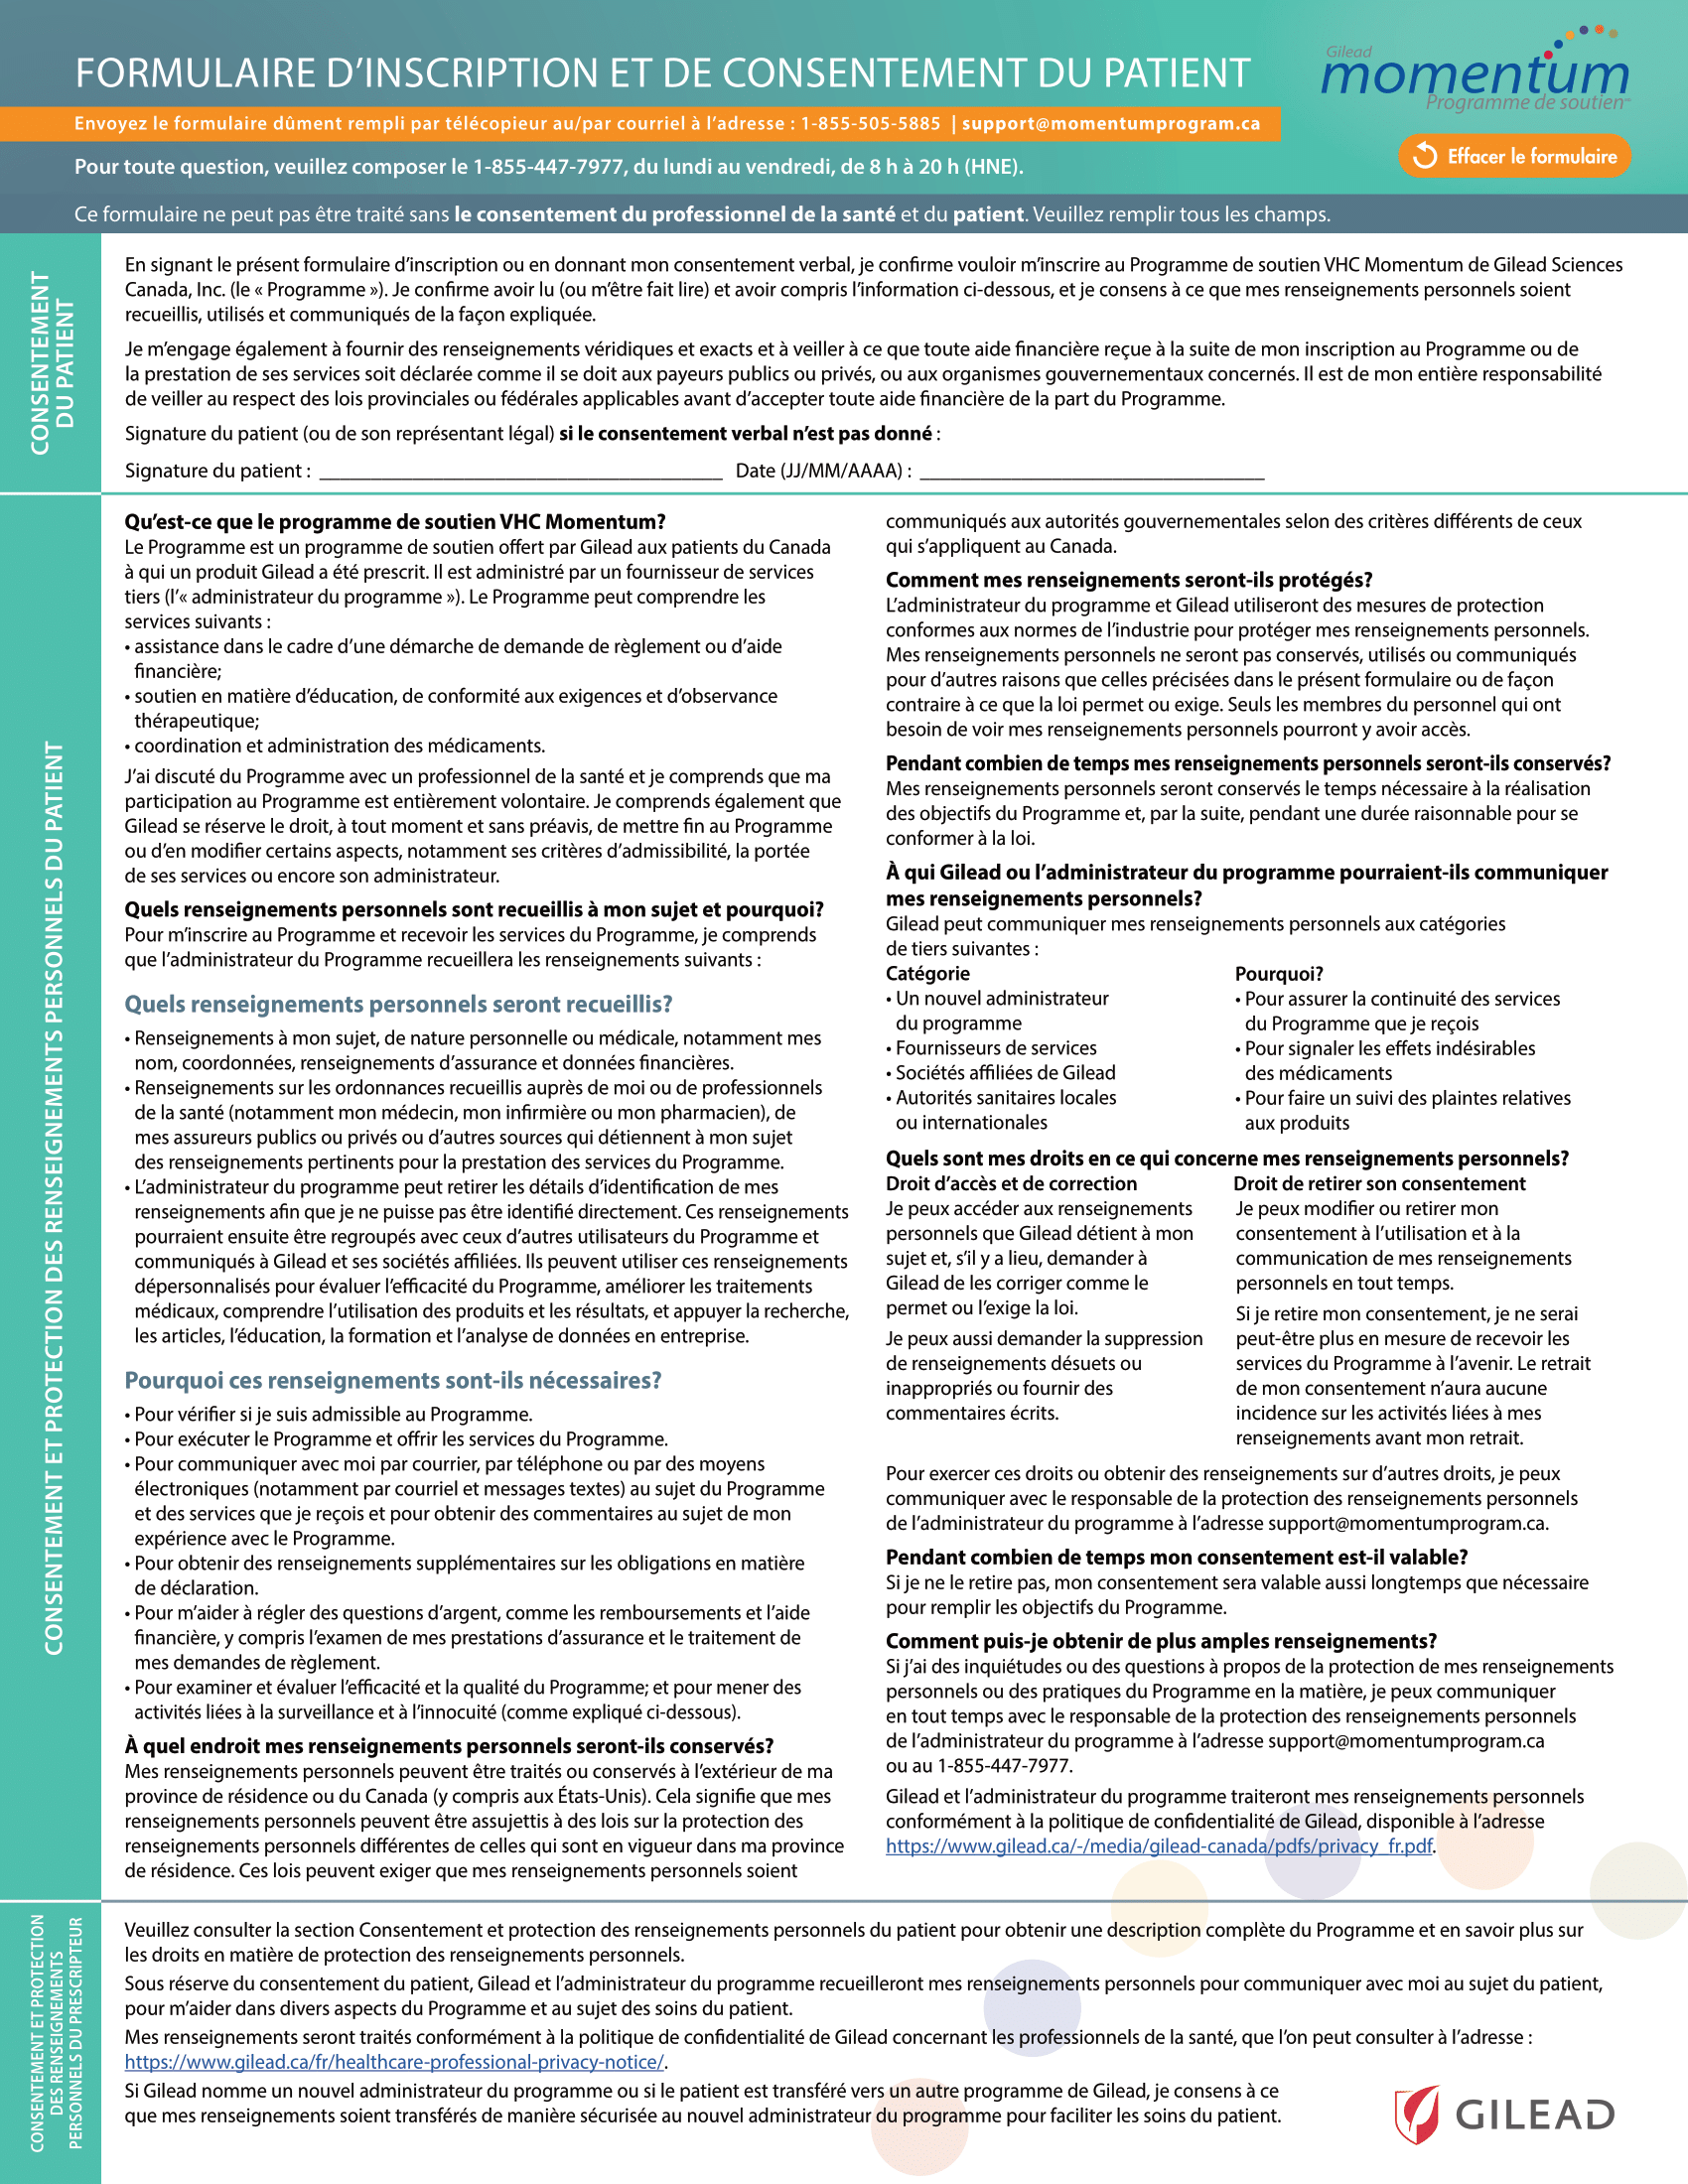 FORMULAIRE D’INSCRIPTION ET DE CONSENTEMENT DU PATIENT
Gilead
momentum
Programme de soutien
Envoyez le formulaire dûment rempli par télécopieur au/par courriel à l’adresse : 1-855-505-5885 | support@momentumprogram.ca
Pour toute question, veuillez composer le 1-855-447-7977, du lundi au vendredi, de 8 h à 20 h (HNE).
Effacer le formulaire
Ce formulaire ne peut pas être traité sans le consentement du professionnel de la santé et du patient. Veuillez remplir tous les champs.
CONSENTEMENT
DU PATIENT
En signant le présent formulaire d’inscription ou en donnant mon consentement verbal, je confirme vouloir m’inscrire au Programme de soutien VHC Momentum de Gilead Sciences
Canada, Inc. (le « Programme »). Je confirme avoir lu (ou m’être fait lire) et avoir compris l’information ci-dessous, et je consens à ce que mes renseignements personnels soient
recueillis, utilisés et communiqués de la façon expliquée.
Je m’engage également à fournir des renseignements véridiques et exacts et à veiller à ce que toute aide financière reçue à la suite de mon inscription au Programme ou de
la prestation de ses services soit déclarée comme il se doit aux payeurs publics ou privés, ou aux organismes gouvernementaux concernés. Il est de mon entière responsabilité
de veiller au respect des lois provinciales ou fédérales applicables avant d’accepter toute aide financière de la part du Programme.
Signature du patient (ou de son représentant légal) si le consentement verbal n’est pas donné :
Signature du patient : ______________________ Date (JJ/MM/AAAA) : ______________________
CONSENTEMENT ET PROTECTION DES RENSEIGNEMENTS PERSONNELS DU PATIENT
Qu’est-ce que le programme de soutien VHC Momentum?
Le Programme est un programme de soutien offert par Gilead aux patients du Canada
à qui un produit Gilead a été prescrit. Il est administré par un fournisseur de services
tiers (l’« administrateur du programme »). Le Programme peut comprendre les
services suivants :
• assistance dans le cadre d’une démarche de demande de règlement ou d’aide
financière;
• soutien en matière d’éducation, de conformité aux exigences et d’observance
thérapeutique;
• coordination et administration des médicaments.
J’ai discuté du Programme avec un professionnel de la santé et je comprends que ma
participation au Programme est entièrement volontaire. Je comprends également que
Gilead se réserve le droit, à tout moment et sans préavis, de mettre fin au Programme
ou d’en modifier certains aspects, notamment ses critères d’admissibilité, la portée
de ses services ou encore son administrateur.
Quels renseignements personnels sont recueillis à mon sujet et pourquoi?
Pour m’inscrire au Programme et recevoir les services du Programme, je comprends
que l’administrateur du Programme recueillera les renseignements suivants :
Quels renseignements personnels seront recueillis?
• Renseignements à mon sujet, de nature personnelle ou médicale, notamment mes
nom, coordonnées, renseignements d’assurance et données financières.
• Renseignements sur les ordonnances recueillis auprès de moi ou de professionnels
de la santé (notamment mon médecin, mon infirmière ou mon pharmacien), de
mes assureurs publics ou privés ou d’autres sources qui détiennent à mon sujet
des renseignements pertinents pour la prestation des services du Programme.
• L’administrateur du programme peut retirer les détails d’identification de mes
renseignements afin que je ne puisse pas être identifié directement. Ces renseignements
pourraient ensuite être regroupés avec ceux d’autres utilisateurs du Programme et
communiqués à Gilead et ses sociétés affiliées. Ils peuvent utiliser ces renseignements
dépersonnalisés pour évaluer l’efficacité du Programme, améliorer les traitements
médicaux, comprendre l’utilisation des produits et les résultats, et appuyer la recherche,
les articles, l’éducation, la formation et l’analyse de données en entreprise.
Pourquoi ces renseignements sont-ils nécessaires?
• Pour vérifier si je suis admissible au Programme.
• Pour exécuter le Programme et offrir les services du Programme.
• Pour communiquer avec moi par courrier, par téléphone ou par des moyens
électroniques (notamment par courriel et messages textes) au sujet du Programme
et des services que je reçois et pour obtenir des commentaires au sujet de mon
expérience avec le Programme.
• Pour obtenir des renseignements supplémentaires sur les obligations en matière
de déclaration.
• Pour m’aider à régler des questions d’argent, comme les remboursements et l’aide
financière, y compris l’examen de mes prestations d’assurance et le traitement de
mes demandes de règlement.
• Pour examiner et évaluer l’efficacité et la qualité du Programme; et pour mener des
activités liées à la surveillance et à l’innocuité (comme expliqué ci-dessous).
À quel endroit mes renseignements personnels seront-ils conservés?
Mes renseignements personnels peuvent être traités ou conservés à l’extérieur de ma
province de résidence ou du Canada (y compris aux États-Unis). Cela signifie que mes
renseignements personnels peuvent être assujettis à des lois sur la protection des
renseignements personnels différentes de celles qui sont en vigueur dans ma province
de résidence. Ces lois peuvent exiger que mes renseignements personnels soient
communiqués aux autorités gouvernementales selon des critères différents de ceux
qui s’appliquent au Canada.
Comment mes renseignements seront-ils protégés?
L’administrateur du programme et Gilead utiliseront des mesures de protection
conformes aux normes de l’industrie pour protéger mes renseignements personnels.
Mes renseignements personnels ne seront pas conservés, utilisés ou communiqués
pour d’autres raisons que celles précisées dans le présent formulaire ou de façon
contraire à ce que la loi permet ou exige. Seuls les membres du personnel qui ont
besoin de voir mes renseignements personnels pourront y avoir accès.
Pendant combien de temps mes renseignements personnels seront-ils conservés?
Mes renseignements personnels seront conservés le temps nécessaire à la réalisation
des objectifs du Programme et, par la suite, pendant une durée raisonnable pour se
conformer à la loi.
À qui Gilead ou l’administrateur du programme pourraient-ils communiquer
mes renseignements personnels?
Gilead peut communiquer mes renseignements personnels aux catégories
de tiers suivantes :
Catégorie
• Un nouvel administrateur
du programme
• Fournisseurs de services
• Sociétés affiliées de Gilead
• Autorités sanitaires locales
ou internationales
Pourquoi?
• Pour assurer la continuité des services
du Programme que je reçois
• Pour signaler les effets indésirables
des médicaments
• Pour faire un suivi des plaintes relatives
aux produits
Quels sont mes droits en ce qui concerne mes renseignements personnels?
Droit d’accès et de correction
Je peux accéder aux renseignements
personnels que Gilead détient à mon
sujet et, s’il y a lieu, demander à
Gilead de les corriger comme le
permet ou l’exige la loi.
Je peux aussi demander la suppression
de renseignements désuets ou
inappropriés ou fournir des
commentaires écrits.
Droit de retirer son consentement
Je peux modifier ou retirer mon
consentement à l’utilisation et à la
communication de mes renseignements
personnels en tout temps.
Si je retire mon consentement, je ne serai
peut-être plus en mesure de recevoir les
services du Programme à l’avenir. Le retrait
de mon consentement n’aura aucune
incidence sur les activités liées à mes
renseignements avant mon retrait.
Pour exercer ces droits ou obtenir des renseignements sur d’autres droits, je peux
communiquer avec le responsable de la protection des renseignements personnels
de l’administrateur du programme à l’adresse support@momentumprogram.ca.
Pendant combien de temps mon consentement est-il valable?
Si je ne le retire pas, mon consentement sera valable aussi longtemps que nécessaire
pour remplir les objectifs du Programme.
Comment puis-je obtenir de plus amples renseignements?
Si j’ai des inquiétudes ou des questions à propos de la protection de mes renseignements
personnels ou des pratiques du Programme en la matière, je peux communiquer
en tout temps avec le responsable de la protection des renseignements personnels
de l’administrateur du programme à l’adresse support@momentumprogram.ca
ou au 1-855-447-7977.
Gilead et l’administrateur du programme traiteront mes renseignements personnels
conformément à la politique de confidentialité de Gilead, disponible à l’adresse
https://www.gilead.ca/-/media/gilead-canada/pdfs/privacy_fr.pdf.
CONSENTEMENT ET PROTECTION
DES RENSEIGNEMENTS
PERSONNELS DU PRESCRIPTEUR
Veuillez consulter la section Consentement et protection des renseignements personnels du patient pour obtenir une description complète du Programme et en savoir plus sur
les droits en matière de protection des renseignements personnels.
Sous réserve du consentement du patient, Gilead et l’administrateur du programme recueilleront mes renseignements personnels pour communiquer avec moi au sujet du patient,
pour m’aider dans divers aspects du Programme et au sujet des soins du patient.
Mes renseignements seront traités conformément à la politique de confidentialité de Gilead concernant les professionnels de la santé, que l’on peut consulter à l’adresse :
https://www.gilead.ca/fr/healthcare-professional-privacy-notice/.
Si Gilead nomme un nouvel administrateur du programme ou si le patient est transféré vers un autre programme de Gilead, je consens à ce
que mes renseignements soient transférés de manière sécurisée au nouvel administrateur du programme pour faciliter les soins du patient.
GILEAD